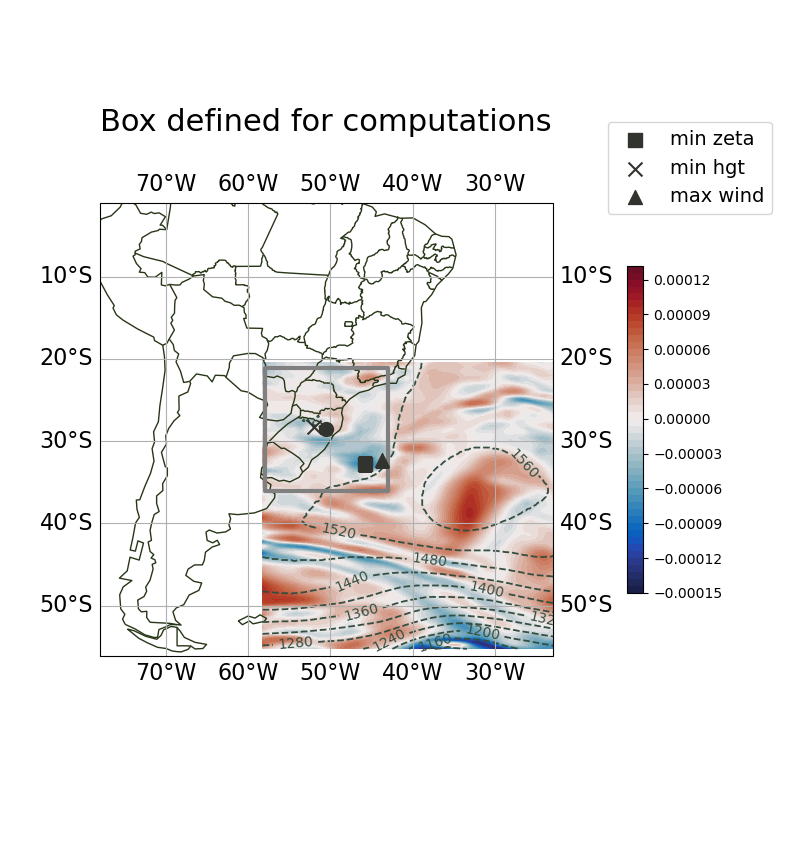 Box defined for computations
min zeta
min hgt
max wind
70°W 60°W 50°W 40°W 30°W
10°S 10°S
20°S 20°S
30°S 30°S
40°S 40°S
50°S 50°S
1560
1520
1480
1440
1400
1360
1320
1280
1240
1200
1160
70°W 60°W 50°W 40°W 30°W
0.00012
0.00009
0.00006
0.00003
0.00000
−0.00003
−0.00006
−0.00009
−0.00012
−0.00015